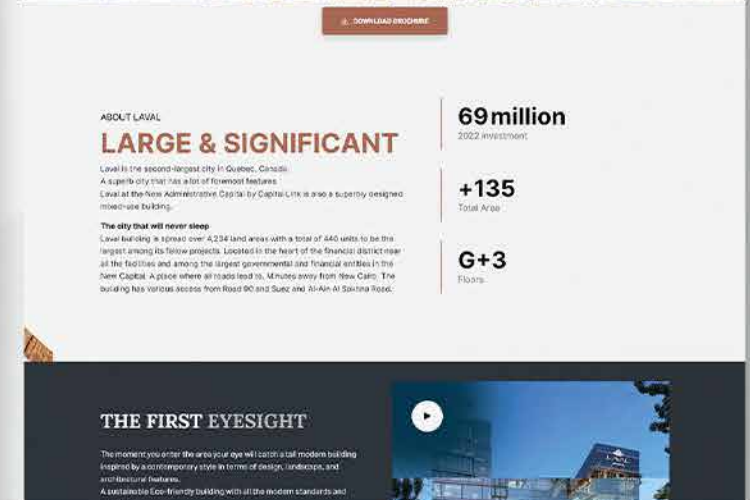 DOWNLOAD BROCHURE
ABOUT LAVAL
LARGE & SIGNIFICANT
Laval is the second-largest city in Quebec, Canada.
A superb city that has a lot of foremost features.
Laval at the New Administrative Capital by Capital Link is also a superbly designed
mixed-use building.
The city that will never sleep
Laval building is spread over 4,234 land areas with a total of 440 units to be the
largest among its fellow projects. Located in the heart of the financial district near
all the facilities and among the largest governmental and financial entities in the
New Capital. A place where all roads lead to. Minutes away from New Cairo. The
building has various access from Road 90 and Suez and Al-Ain Al Sokhna Road.
69 million
2022 investment
+135
Total Area
G+3
Floors
THE FIRST EYESIGHT
The moment you enter the area your eye will catch a tall modern building
inspired by a contemporary style in terms of design, landscape, and
architectural features.
A sustainable Eco-friendly building with all the modern standards and
LAVAL